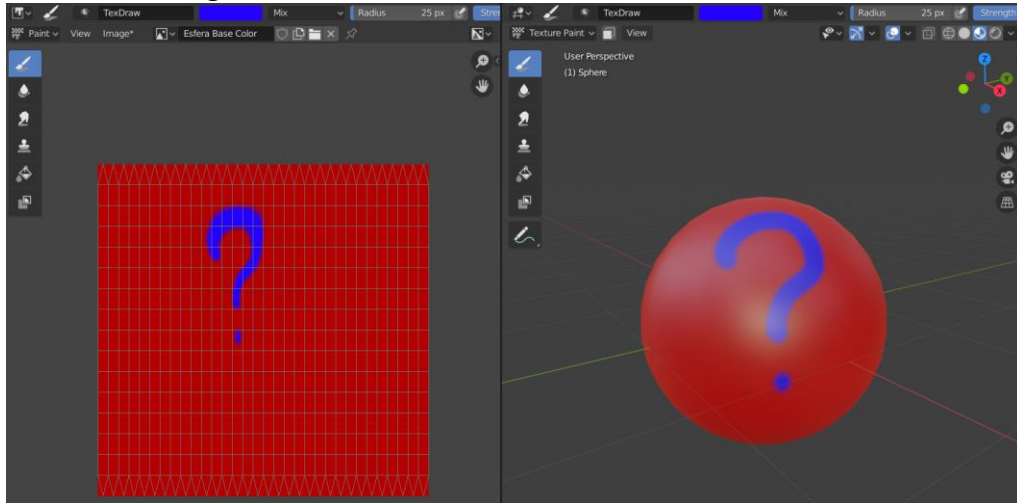 TexDraw Mix Radius 25 px
Paint View Image* Esfera Base Color
TexDraw Mix Radius 25 px Strength
Texture Paint View
User Perspective
(1) Sphere
Z
Y
X
?
?